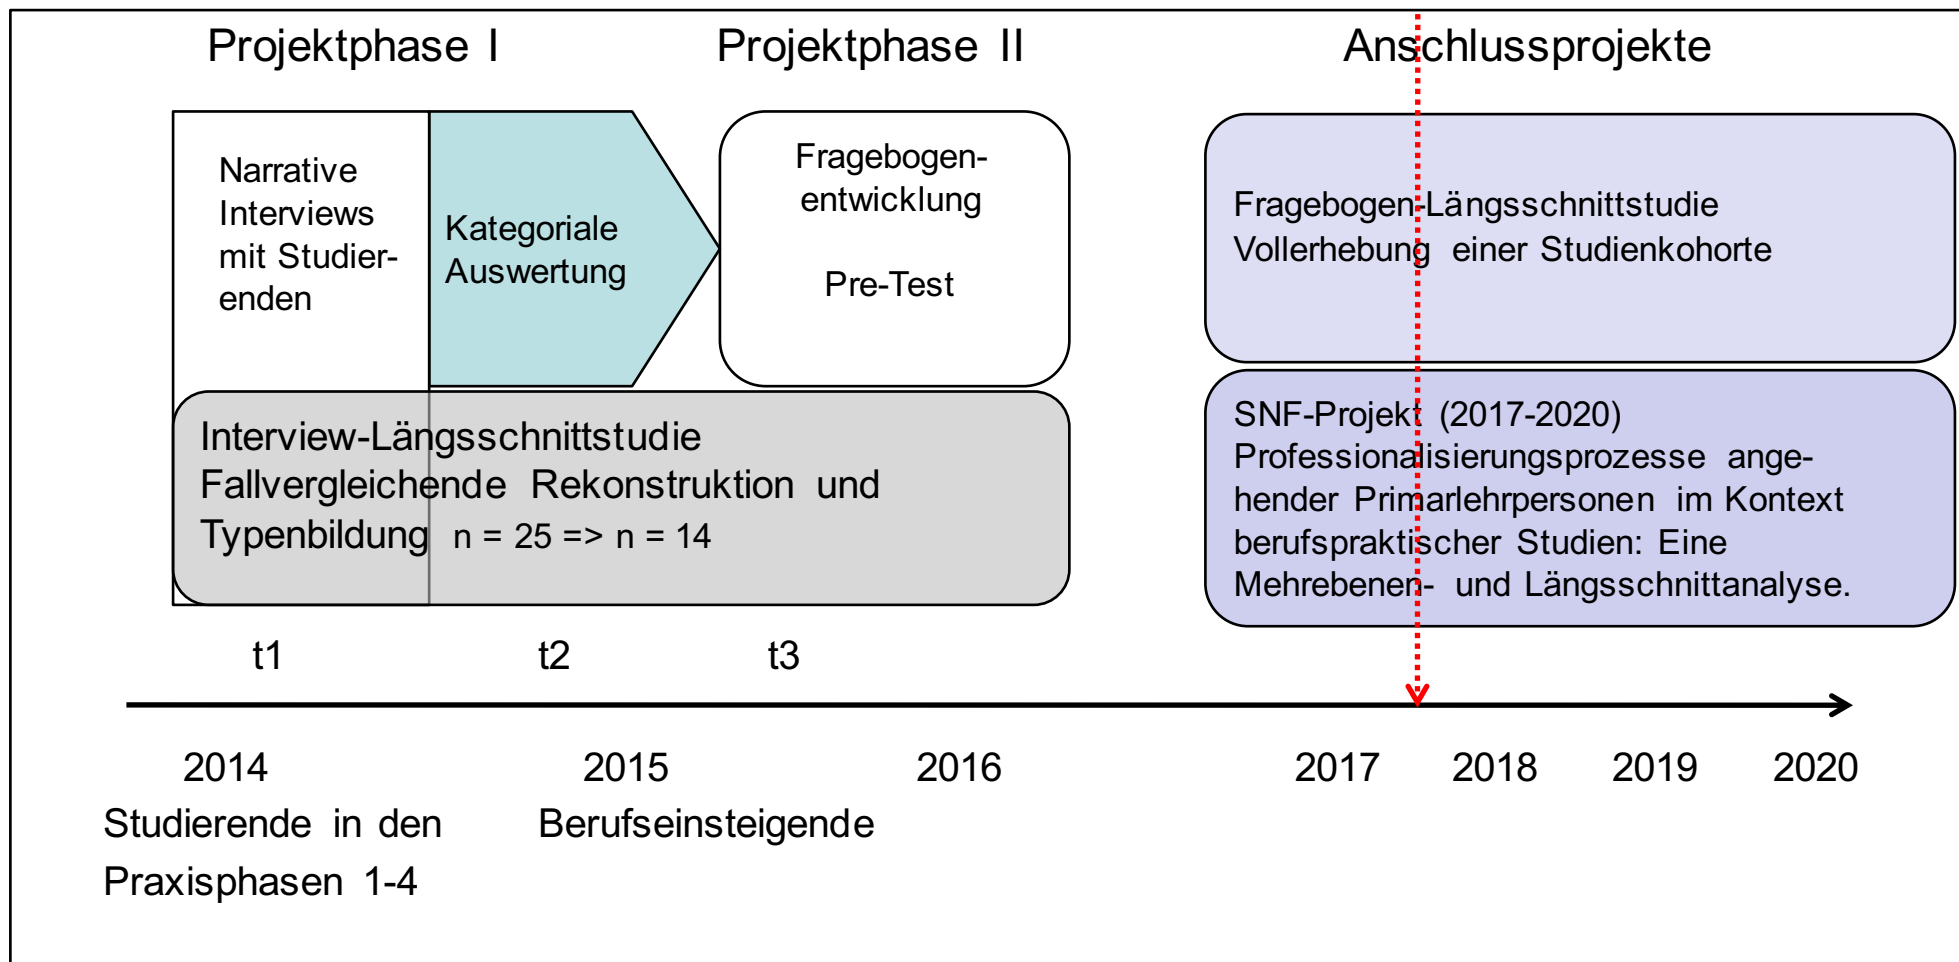 Projektphase I
Projektphase II
Anschlussprojekte
Narrative
Interviews
mit Studier-
enden
Kategoriale
Auswertung
Fragebogen-
entwicklung
Pre-Test
Fragebogen-Längsschnittstudie
Vollerhebung einer Studienkohorte
Interview-Längsschnittstudie
Fallvergleichende Rekonstruktion und
Typenbildung n = 25 => n = 14
SNF-Projekt (2017-2020)
Professionalisierungsprozesse ange-
hender Primarlehrpersonen im Kontext
berufspraktischer Studien: Eine
Mehrebenen- und Längsschnittanalyse.
t1
t2
t3
2014
2015
2016
2017
2018
2019
2020
Studierende in den
Praxisphasen 1-4
Berufseinsteigende